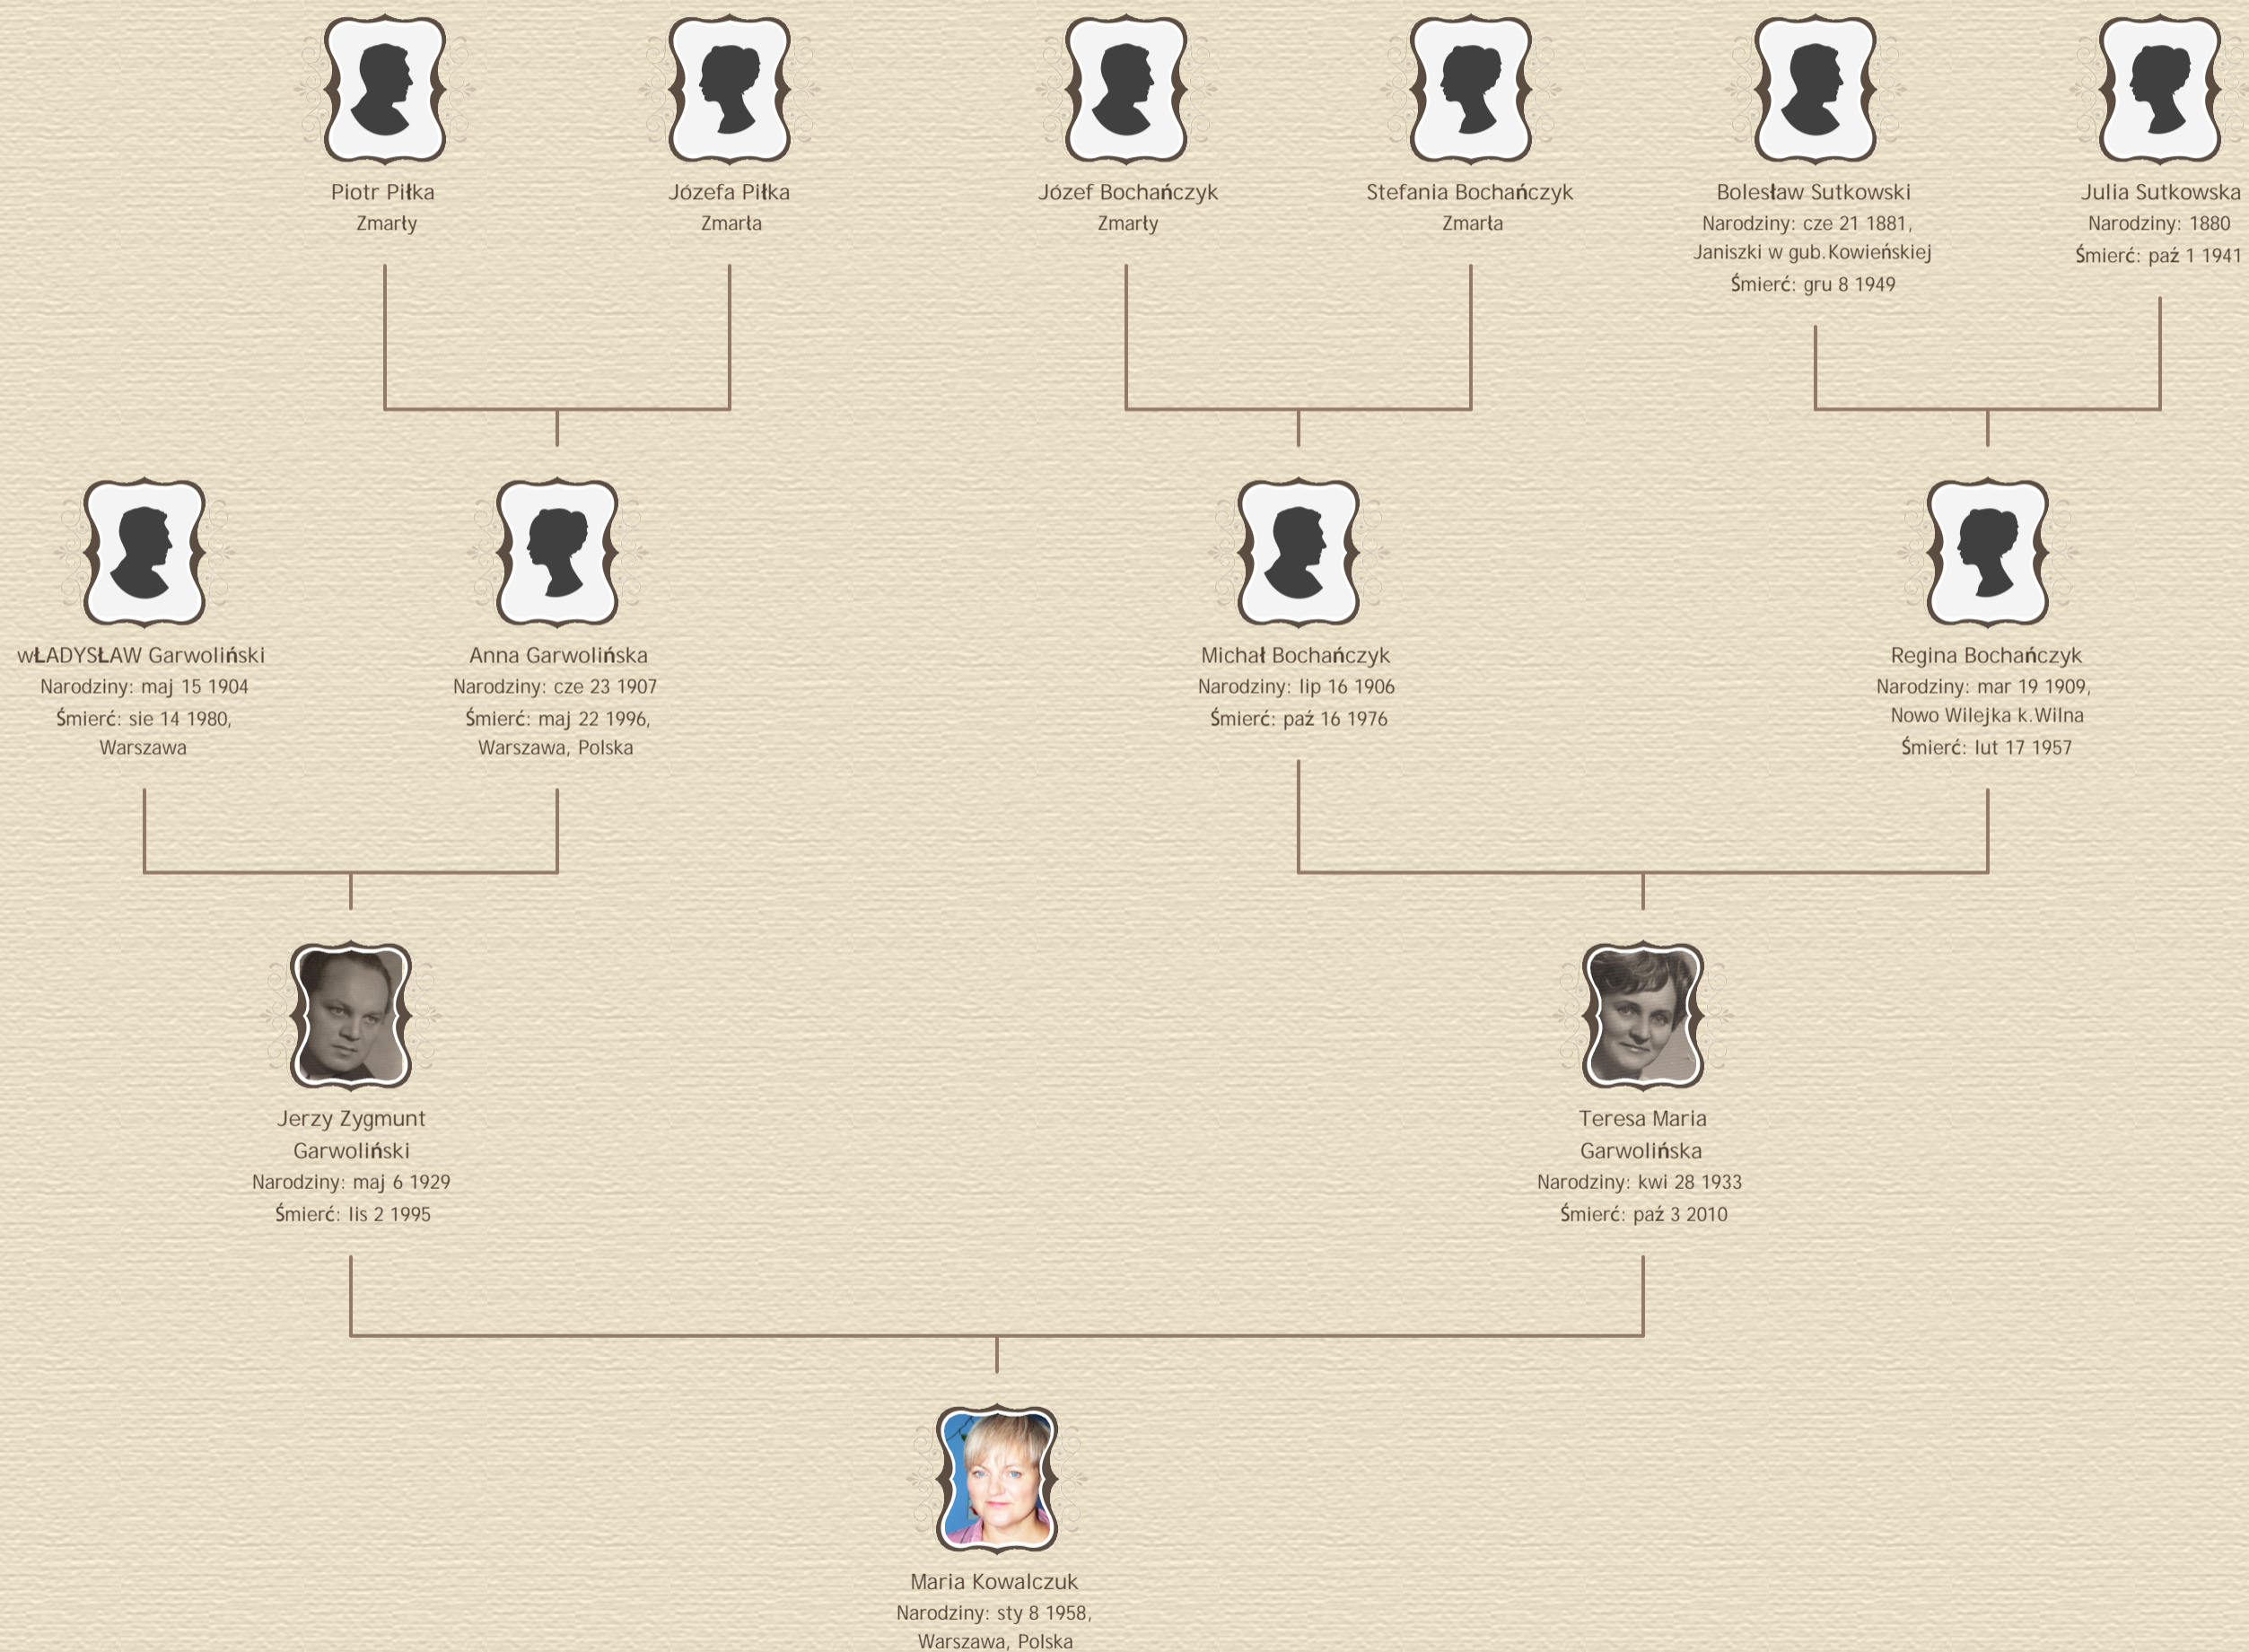 Piotr Piłka
Zmarły
Józefa Piłka
Zmarła
Józef Bochańczyk
Zmarły
Stefania Bochańczyk
Zmarła
Bolesław Sutkowski
Narodziny: cze 21 1881,
Janiszki w gub.Kowieńskiej
Śmierć: gru 8 1949
Julia Sutkowska
Narodziny: 1880
Śmierć: paź 1 1941
wŁADYSŁAW Garwoliński
Narodziny: maj 15 1904
Śmierć: sie 14 1980,
Warszawa
Anna Garwolińska
Narodziny: cze 23 1907
Śmierć: maj 22 1996,
Warszawa, Polska
Michał Bochańczyk
Narodziny: lip 16 1906
Śmierć: paź 16 1976
Regina Bochańczyk
Narodziny: mar 19 1909,
Nowo Wilejka k.Wilna
Śmierć: lut 17 1957
Jerzy Zygmunt
Garwoliński
Narodziny: maj 6 1929
Śmierć: lis 2 1995
Teresa Maria
Garwolińska
Narodziny: kwi 28 1933
Śmierć: paź 3 2010
Maria Kowalczuk
Narodziny: sty 8 1958,
Warszawa, Polska